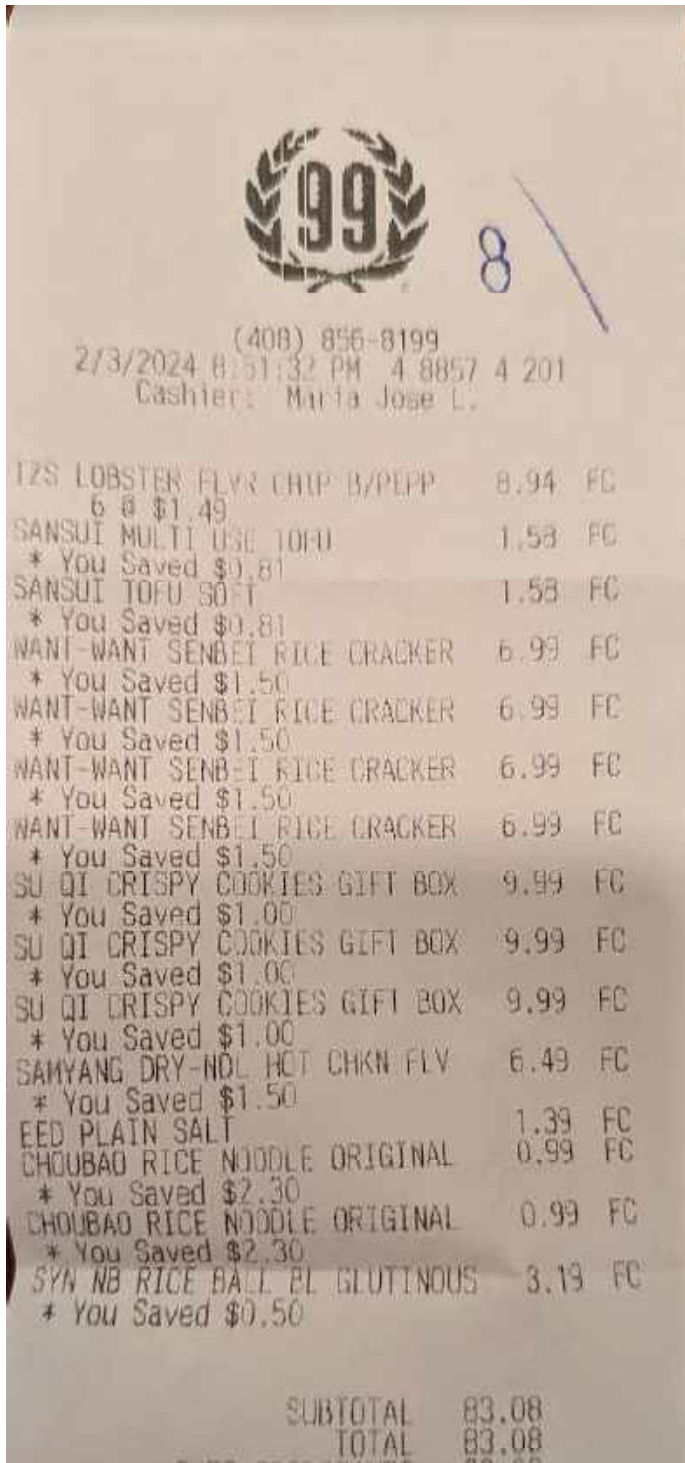 99
8
(408) 856-8199
2/3/2024 PM 4 8857 4 201
Cashier: Maria Jose L.
LOBSTER FLVR CHIP B/PEPP 8.94 FC
6 @ $1.49
SANSUI MULTI USE TOFU 1.58 FC
* You Saved $0.81
SANSUI TOFU SOFT 1.58 FC
* You Saved $0.81
WANT-WANT SENBEI RICE CRACKER 6.99 FC
* You Saved $1.50
WANT-WANT SENBEI RICE CRACKER 6.99 FC
* You Saved $1.50
WANT-WANT SENBEI RICE CRACKER 6.99 FC
* You Saved $1.50
WANT-WANT SENBEI RICE CRACKER 6.99 FC
* You Saved $1.50
SU QI CRISPY COOKIES GIFT BOX 9.99 FC
* You Saved $1.00
SU QI CRISPY COOKIES GIFT BOX 9.99 FC
* You Saved $1.00
SU QI CRISPY COOKIES GIFT BOX 9.99 FC
* You Saved $1.00
SAMYANG DRY-NDL HOT CHKN FLV 6.49 FC
* You Saved $1.50
EED PLAIN SALT 1.39 FC
CHOUBAO RICE NOODLE ORIGINAL 0.99 FC
* You Saved $2.30
CHOUBAO RICE NOODLE ORIGINAL 0.99 FC
* You Saved $2.30
SYN NB RICE BALL BL GLUTINOUS 3.19 FC
* You Saved $0.50
SUBTOTAL 83.08
TOTAL 83.08